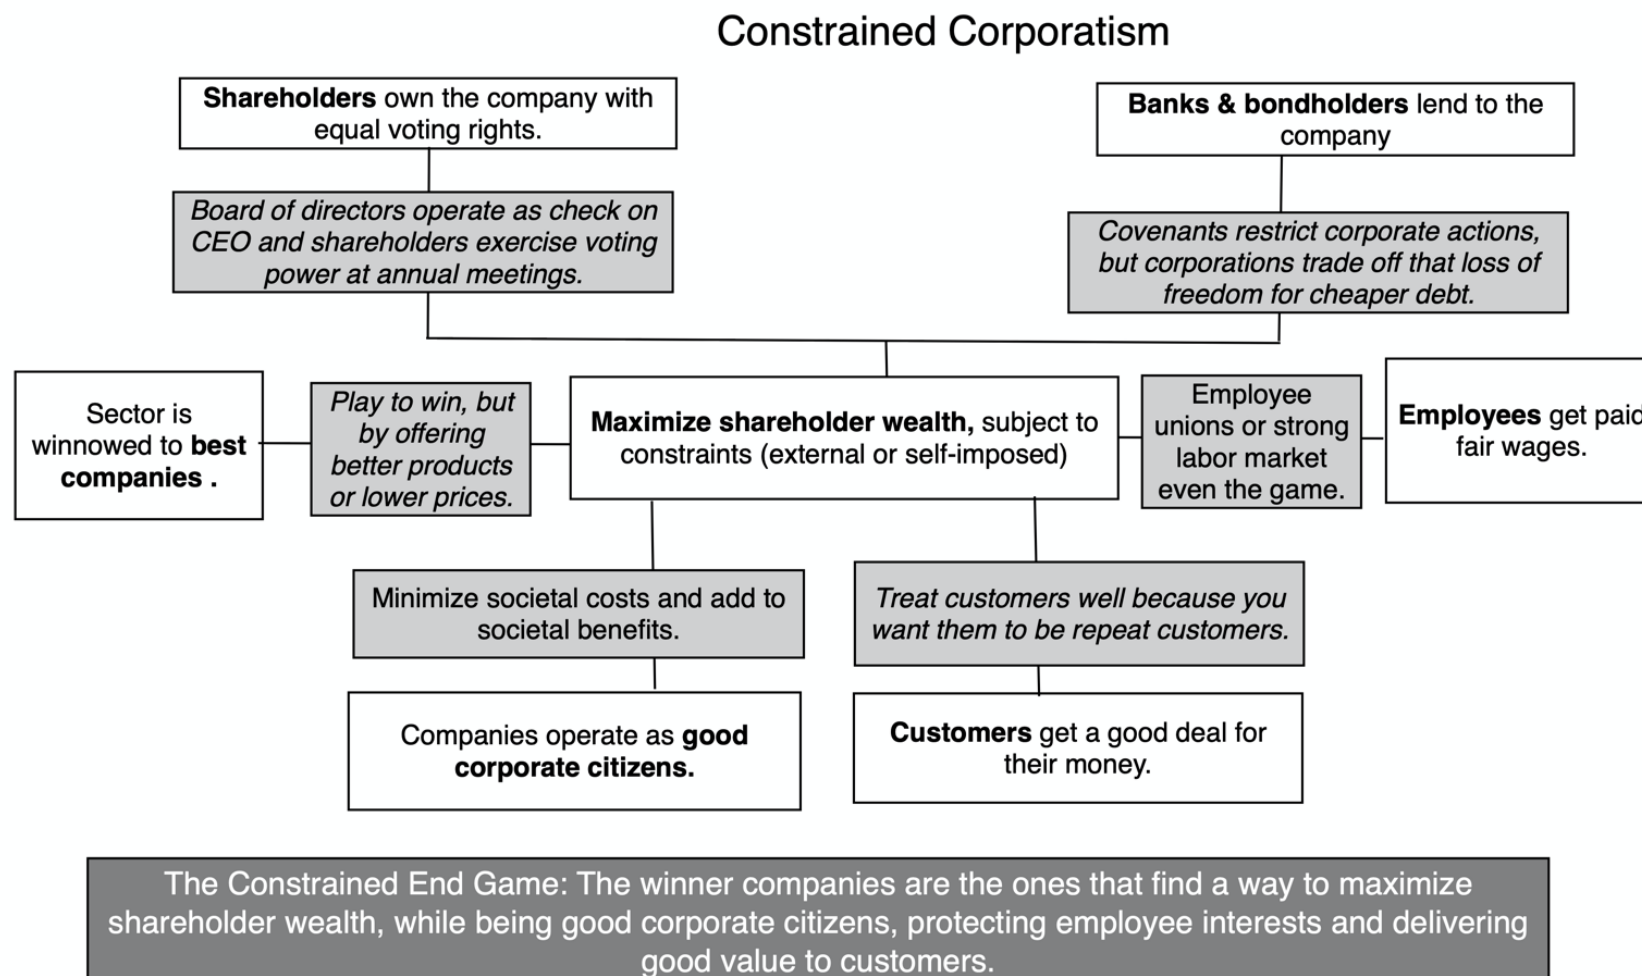 Constrained Corporatism
Shareholders own the company with
equal voting rights.
Banks & bondholders lend to the
company
Board of directors operate as check on
CEO and shareholders exercise voting
power at annual meetings.
Covenants restrict corporate actions,
but corporations trade off that loss of
freedom for cheaper debt.
Sector is
winnowed to best
companies .
Play to win, but
by offering
better products
or lower prices.
Maximize shareholder wealth, subject to
constraints (external or self-imposed)
Employee
unions or strong
labor market
even the game.
Employees get paid
fair wages.
Minimize societal costs and add to
societal benefits.
Treat customers well because you
want them to be repeat customers.
Companies operate as good
corporate citizens.
Customers get a good deal for
their money.
The Constrained End Game: The winner companies are the ones that find a way to maximize
shareholder wealth, while being good corporate citizens, protecting employee interests and delivering
good value to customers.